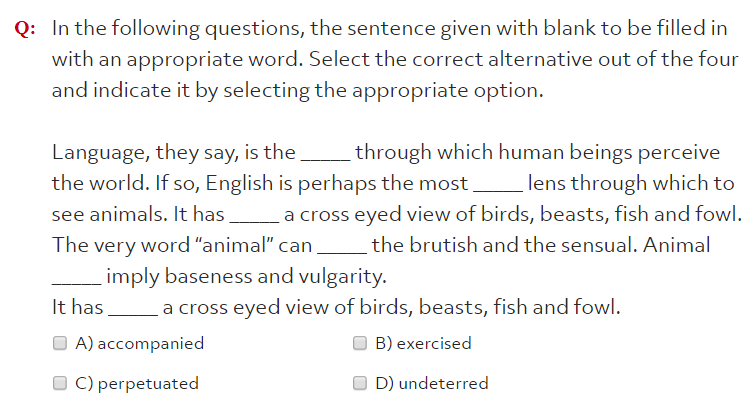 Q: In the following questions, the sentence given with blank to be filled in
with an appropriate word. Select the correct alternative out of the four
and indicate it by selecting the appropriate option.
Language, they say, is the _____ through which human beings perceive
the world. If so, English is perhaps the most _____ lens through which to
see animals. It has _____ a cross eyed view of birds, beasts, fish and fowl.
The very word “animal” can _____ the brutish and the sensual. Animal
_____ imply baseness and vulgarity.
It has _____ a cross eyed view of birds, beasts, fish and fowl.
A) accompanied B) exercised
C) perpetuated D) undeterred